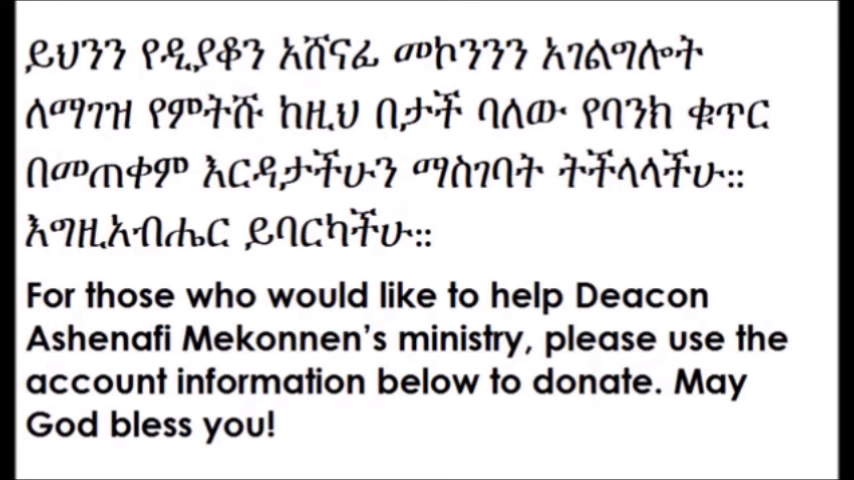 ይህንን የዲያቆን አሸናፊ መኮንንን አገልግሎት
ለማገዝ የምትሹ ከዚህ በታች ባለው የባንክ ቁጥር
በመጠቀም እርዳታችሁን ማስገባት ትችላላችሁ።
እግዚአብሔር ይባርካችሁ።
For those who would like to help Deacon
Ashenafi Mekonnen’s ministry, please use the
account information below to donate. May
God bless you!